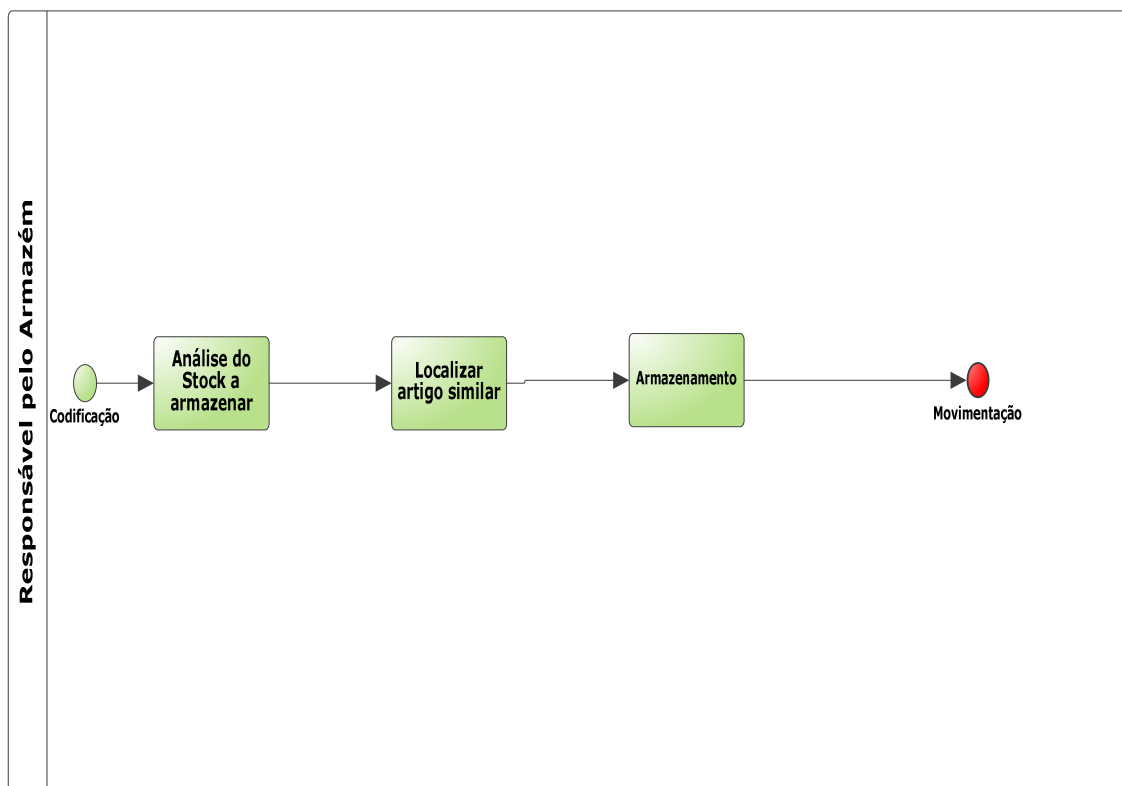 Responsável pelo Armazém
Codificação
Análise do
Stock a
armazenar
Localizar
artigo similar
Armazenamento
Movimentação